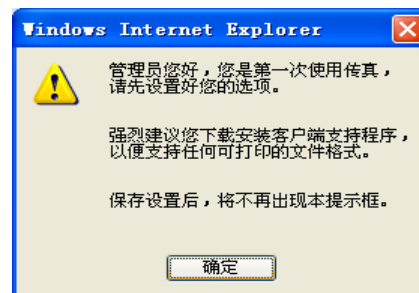 Windows Internet Explorer
管理员您好，您是第一次使用传真，
请先设置好您的选项。
强烈建议您下载安装客户端支持程序，
以便支持任何可打印的文件格式。
保存设置后，将不再出现本提示框。
确定